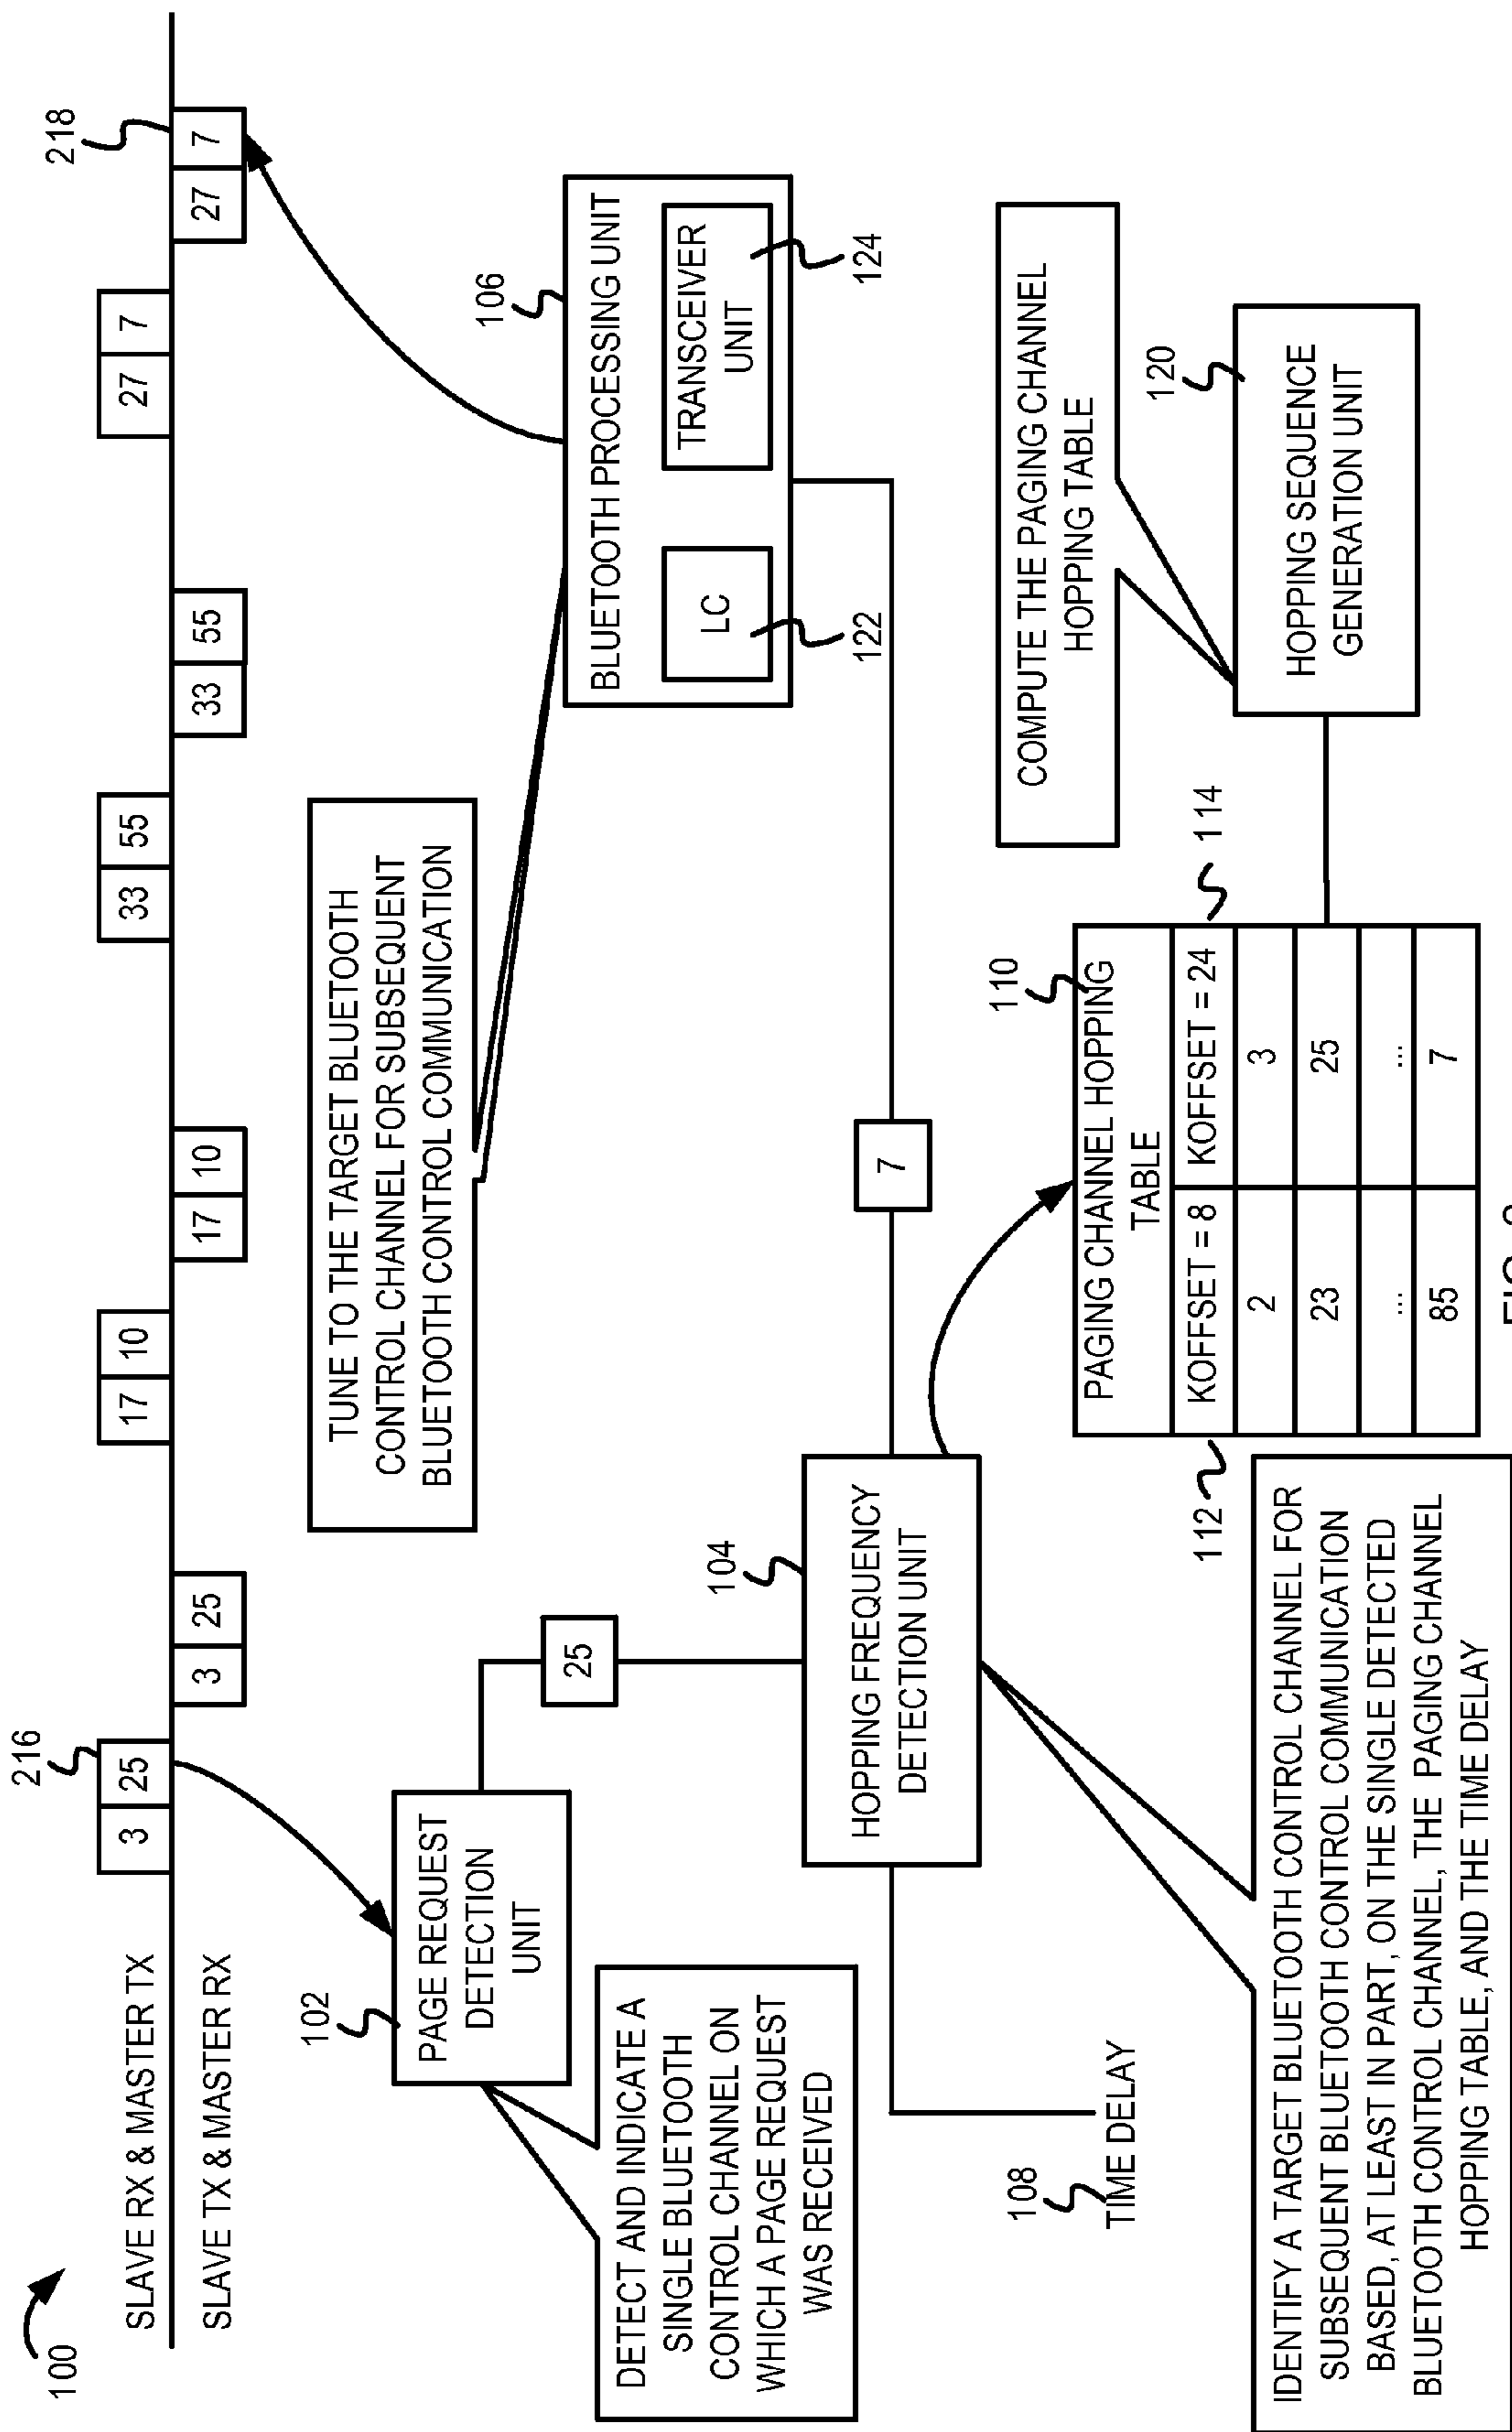 100
SLAVE RX & MASTER TX
SLAVE TX & MASTER RX
216
3 25
3 25
17 10
17 10
33 55
33 55
27 7
27 7
218
102
PAGE REQUEST
DETECTION
UNIT
DETECT AND INDICATE A
SINGLE BLUETOOTH
CONTROL CHANNEL ON
WHICH A PAGE REQUEST
WAS RECEIVED
25
TUNE TO THE TARGET BLUETOOTH
CONTROL CHANNEL FOR SUBSEQUENT
BLUETOOTH CONTROL COMMUNICATION
106
BLUETOOTH PROCESSING UNIT
LC
TRANSCEIVER
UNIT
122
124
104
HOPPING FREQUENCY
DETECTION UNIT
7
108
TIME DELAY
IDENTIFY A TARGET BLUETOOTH CONTROL CHANNEL FOR
SUBSEQUENT BLUETOOTH CONTROL COMMUNICATION
BASED, AT LEAST IN PART, ON THE SINGLE DETECTED
BLUETOOTH CONTROL CHANNEL, THE PAGING CHANNEL
HOPPING TABLE, AND THE TIME DELAY
110
PAGING CHANNEL HOPPING
TABLE
112
KOFFSET = 8 KOFFSET = 24
114
2 3
23 25
... ...
85 7
COMPUTE THE PAGING CHANNEL
HOPPING TABLE
120
HOPPING SEQUENCE
GENERATION UNIT
FIG.